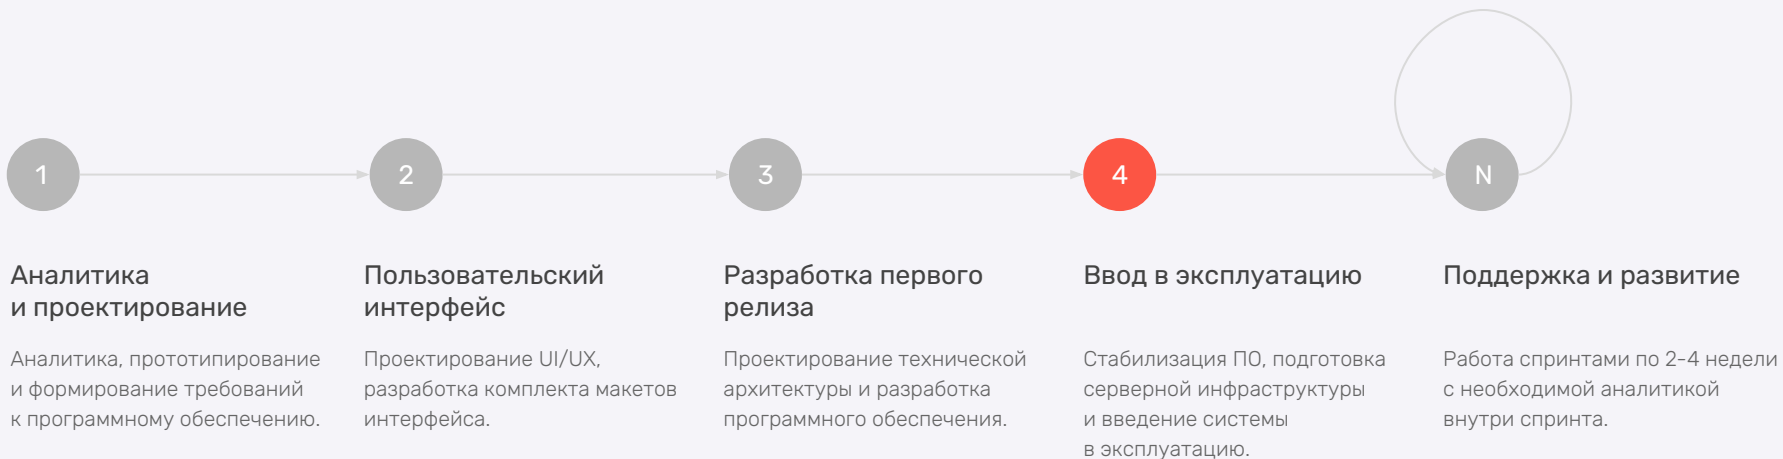 1
2
3
4
N
Аналитика
и проектирование
Аналитика, прототипирование
и формирование требований
к программному обеспечению.
Пользовательский
интерфейс
Проектирование UI/UX,
разработка комплекта макетов
интерфейса.
Разработка первого
релиза
Проектирование технической
архитектуры и разработка
программного обеспечения.
Ввод в эксплуатацию
Стабилизация ПО, подготовка
серверной инфраструктуры
и введение системы
в эксплуатацию.
Поддержка и развитие
Работа спринтами по 2-4 недели
с необходимой аналитикой
внутри спринта.